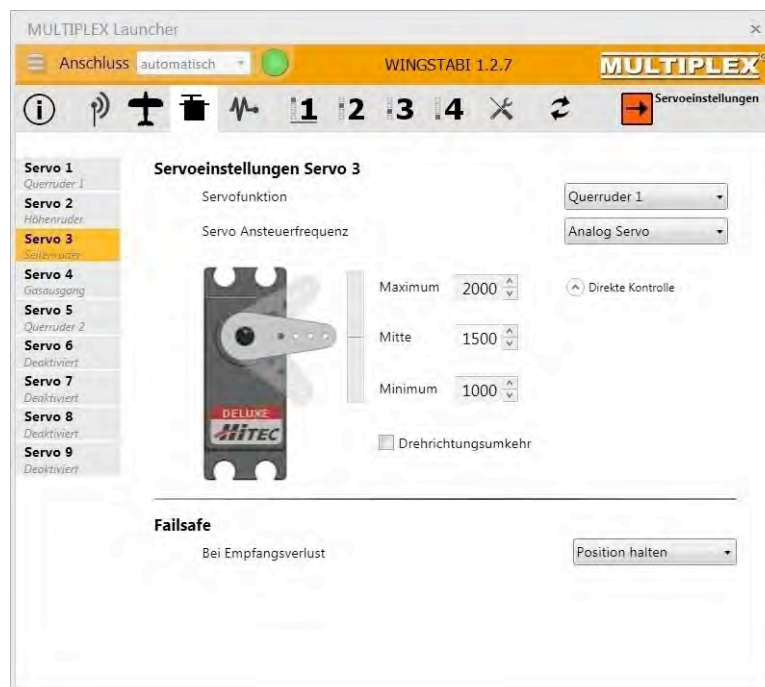 MULTIPLEX Launcher
Anschluss automatisch WINGSTABI 1.2.7 MULTIPLEX
1 2 3 4 Servoeinstellungen
Servo 1
Querruder 1
Servo 2
Höhenruder
Servo 3
Seitenruder
Servo 4
Gasausgang
Servo 5
Querruder 2
Servo 6
Deaktiviert
Servo 7
Deaktiviert
Servo 8
Deaktiviert
Servo 9
Deaktiviert
Servoeinstellungen Servo 3
Servofunktion Querruder 1
Servo Ansteuerfrequenz Analog Servo
Maximum 2000 Direkte Kontrolle
Mitte 1500
Minimum 1000
DELUXE
HiTEC
Drehrichtungsumkehr
Failsafe
Bei Empfangsverlust Position halten